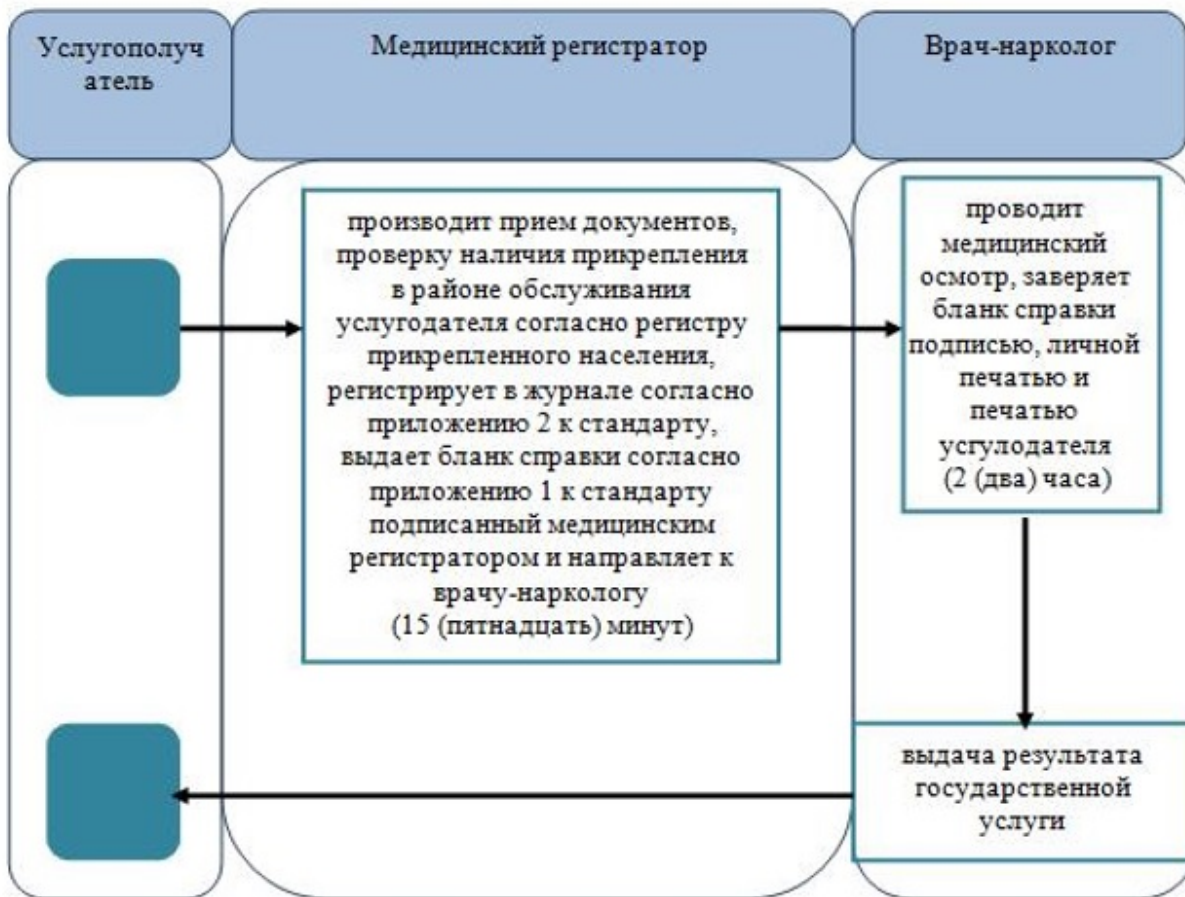 Услугополуч
атель
Медицинский регистратор
Врач-нарколог
производит прием документов,
проверку наличия прикрепления
в районе обслуживания
услугодателя согласно регистру
прикрепленного населения,
регистрирует в журнале согласно
приложению 2 к стандарту,
выдает бланк справки согласно
приложению 1 к стандарту
подписанный медицинским
регистратором и направляет к
врачу-наркологу
(15 (пятнадцать) минут)
проводит
медицинский
осмотр, заверяет
бланк справки
подписью, личной
печатью и
печатью
усгулодателя
(2 (два) часа)
выдача результата
государственной
услуги